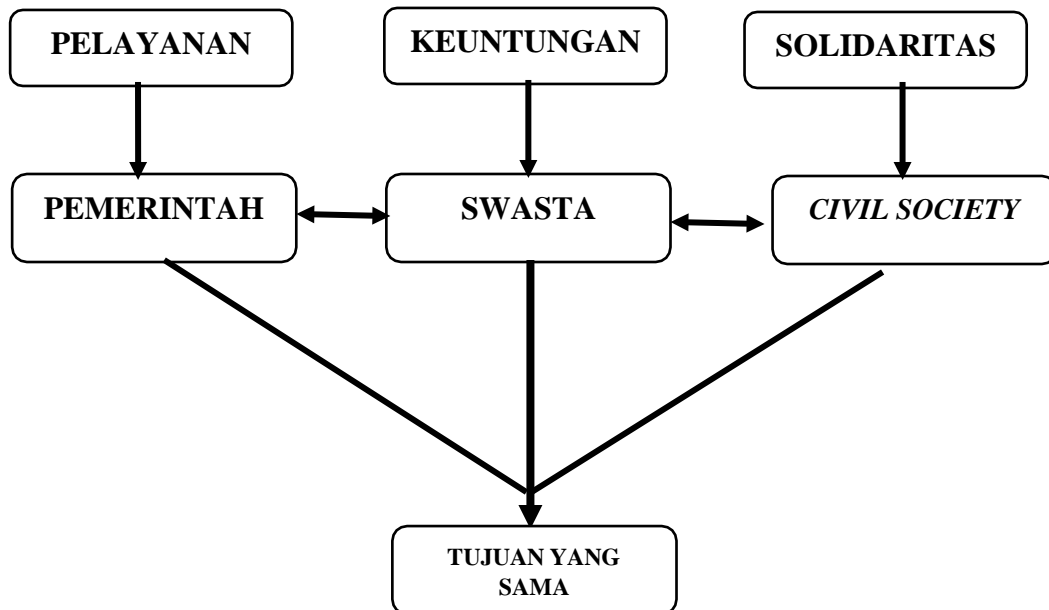 PELAYANAN
KEUNTUNGAN
SOLIDARITAS
PEMERINTAH
SWASTA
CIVIL SOCIETY
TUJUAN YANG
SAMA